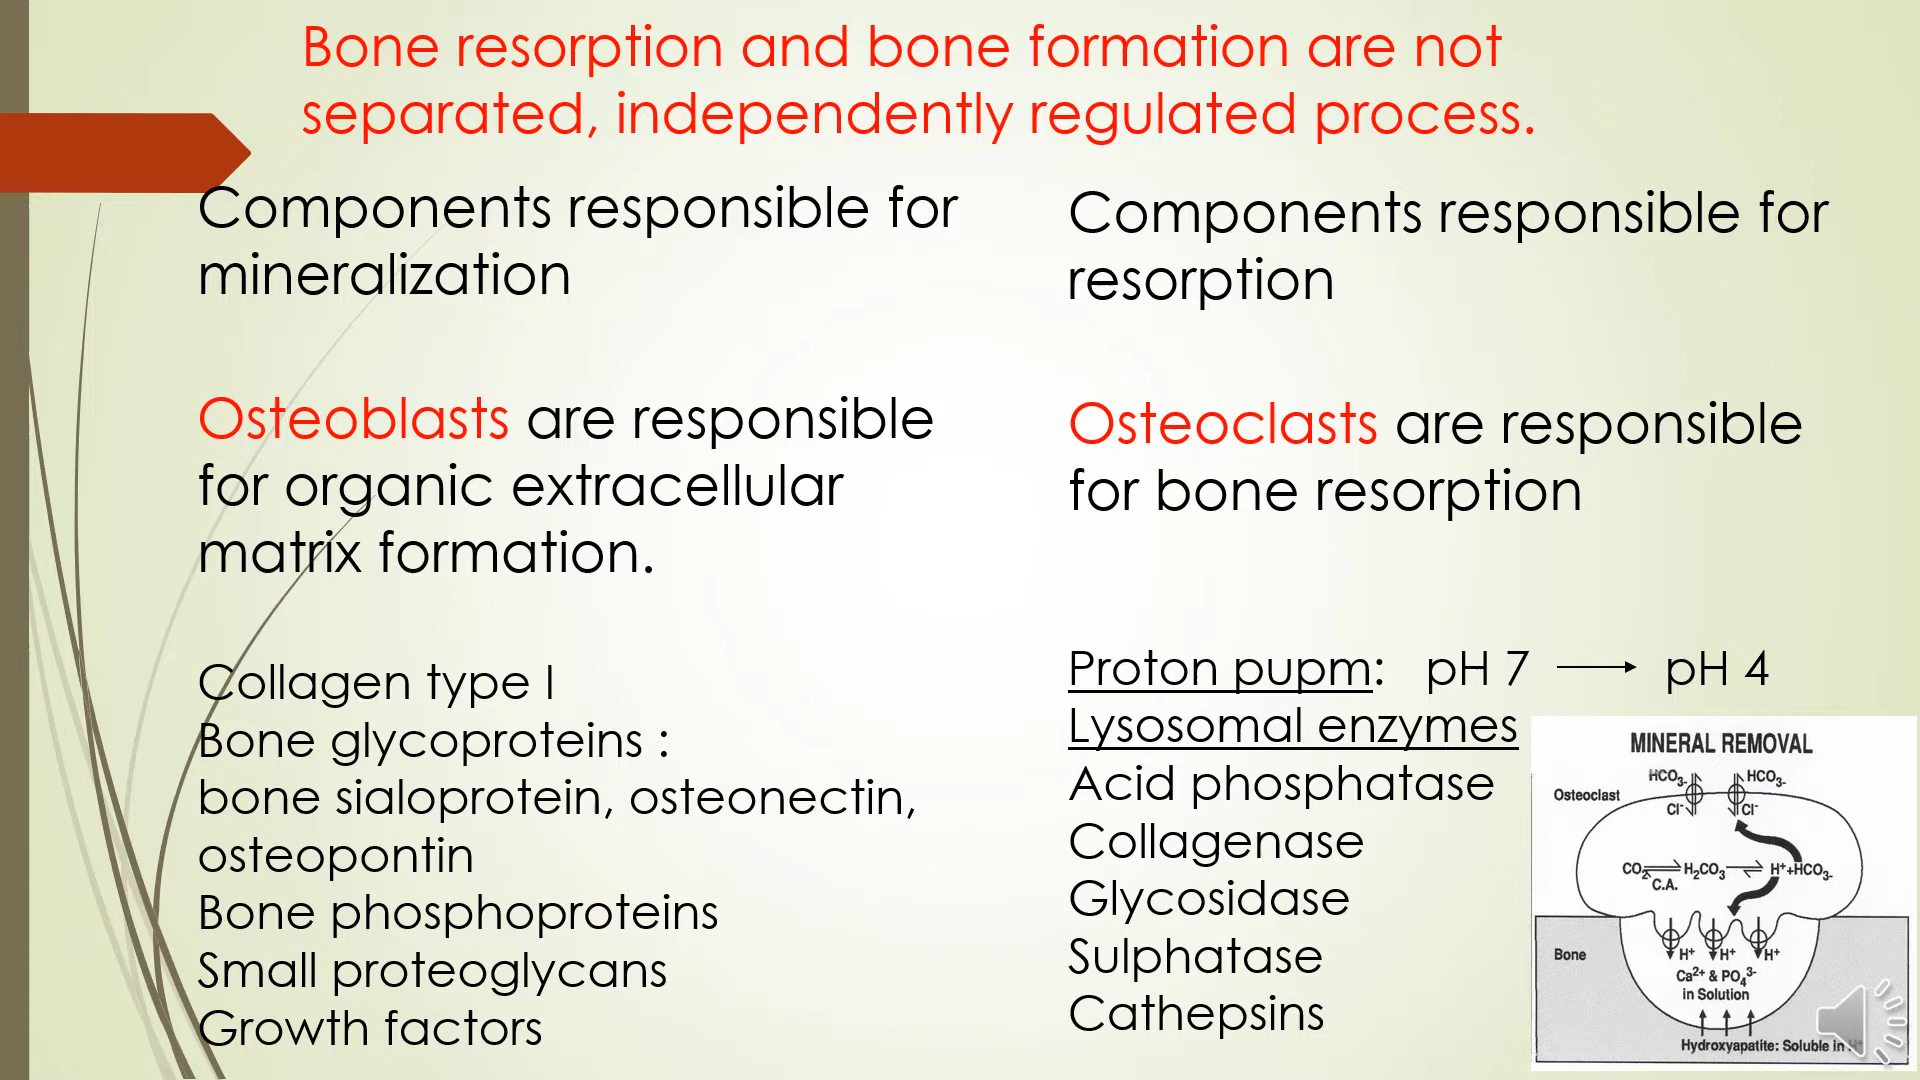 Bone resorption and bone formation are not
separated, independently regulated process.
Components responsible for
mineralization
Osteoblasts are responsible
for organic extracellular
matrix formation.
Collagen type I
Bone glycoproteins :
bone sialoprotein, osteonectin,
osteopontin
Bone phosphoproteins
Small proteoglycans
Growth factors
Components responsible for
resorption
Osteoclasts are responsible
for bone resorption
Proton pupm: pH 7 → pH 4
Lysosomal enzymes
Acid phosphatase
Collagenase
Glycosidase
Sulphatase
Cathepsins
MINERAL REMOVAL
HCO3- HCO3-
Osteoclast
Cl- Cl-
CO2 H2CO3 H+ +HCO3-
C.A.
Bone
H+ H+ H+
Ca2+ & PO4 3-
in Solution
Hydroxyapatite: Soluble in H+